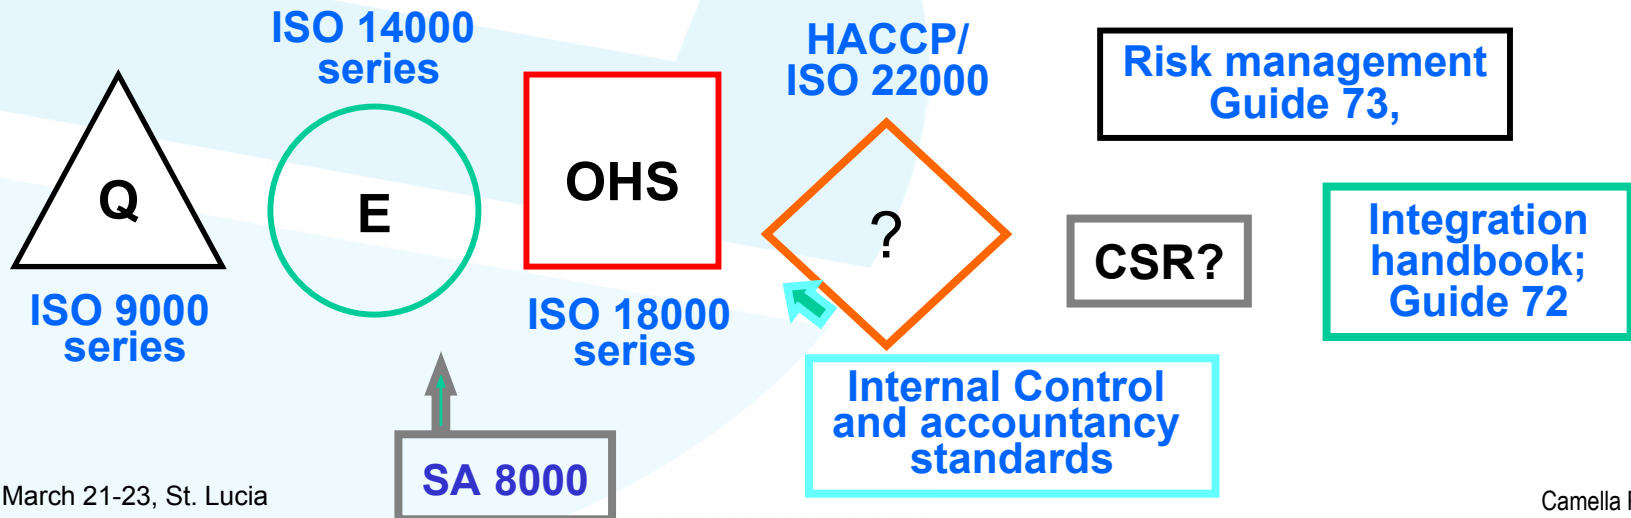 ISO 14000
series
HACCP/
ISO 22000
Risk management
Guide 73,
Q
E
OHS
?
CSR?
Integration
handbook;
Guide 72
ISO 9000
series
ISO 18000
series
Internal Control
and accountancy
standards
SA 8000
March 21-23, St. Lucia
Camella